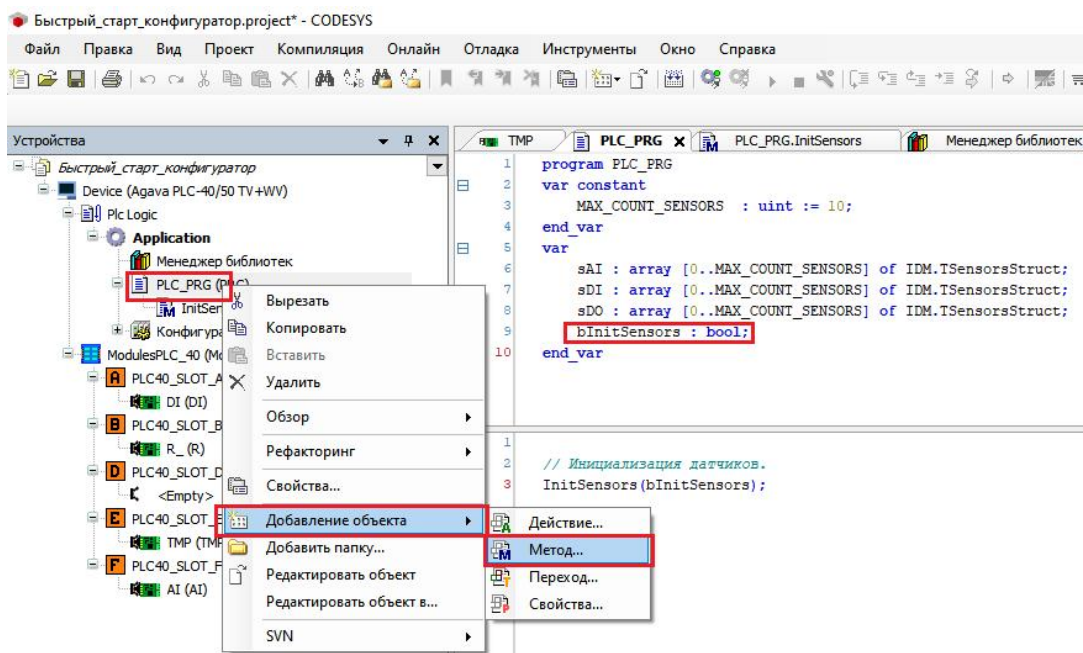 Быстрый_старт_конфигуратор.project* - CODESYS
Файл Правка Вид Проект Компиляция Онлайн Отладка Инструменты Окно Справка
Устройства
Быстрый_старт_конфигуратор
Device (Agava PLC-40/50 TV+WV)
Plc Logic
Application
Менеджер библиотек
PLC_PRG (PRG)
InitSen
Конфигура
ModulesPLC_40 (Mo
A PLC40_SLOT_A
DI (DI)
B PLC40_SLOT_B
R_ (R)
D PLC40_SLOT_D
<Empty>
E PLC40_SLOT_E
TMP (TMP
F PLC40_SLOT_F
AI (AI)
Вырезать
Копировать
Вставить
Удалить
Обзор
Рефакторинг
Свойства...
Добавление объекта
Добавить папку...
Редактировать объект
Редактировать объект в...
SVN
Действие...
Метод...
Переход...
Свойства...
TMP PLC_PRG PLC_PRG.InitSensors Менеджер библиотек
1 program PLC_PRG
2 var constant
3 MAX_COUNT_SENSORS : uint := 10;
4 end_var
5 var
6 sAI : array [0..MAX_COUNT_SENSORS] of IDM.TSensorsStruct;
7 sDI : array [0..MAX_COUNT_SENSORS] of IDM.TSensorsStruct;
8 sDO : array [0..MAX_COUNT_SENSORS] of IDM.TSensorsStruct;
9 bInitSensors : bool;
10 end_var
1
2 // Инициализация датчиков.
3 InitSensors(bInitSensors);